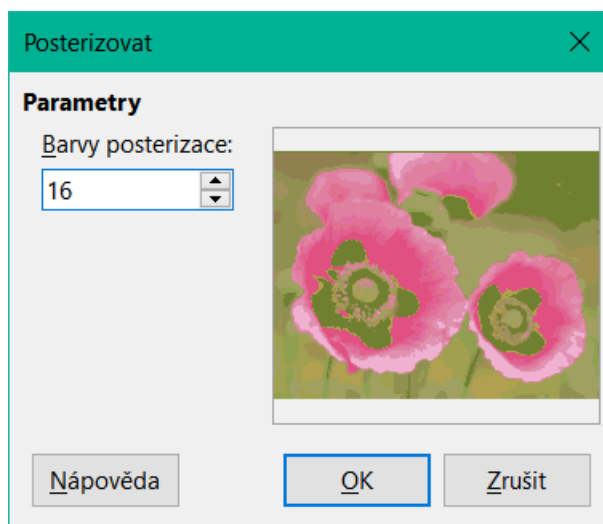 Posterizovat
Parametry
Barvy posterizace:
16
Nápověda
OK
Zrušit